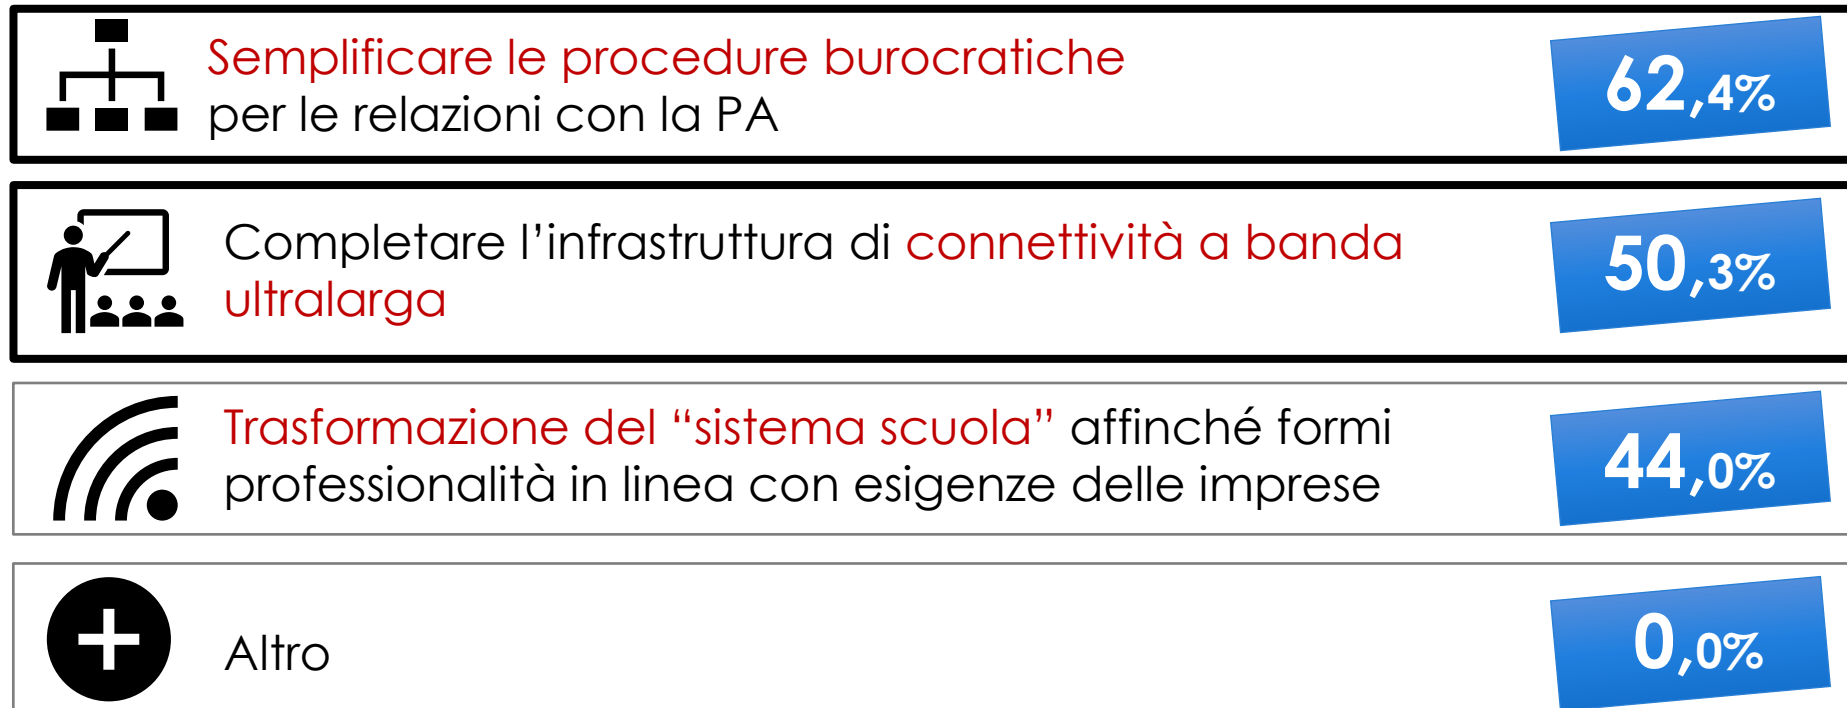 Semplificare le procedure burocratiche
per le relazioni con la PA
62,4%
Completare l’infrastruttura di connettività a banda
ultralarga
50,3%
Trasformazione del “sistema scuola” affinché formi
professionalità in linea con esigenze delle imprese
44,0%
Altro
0,0%